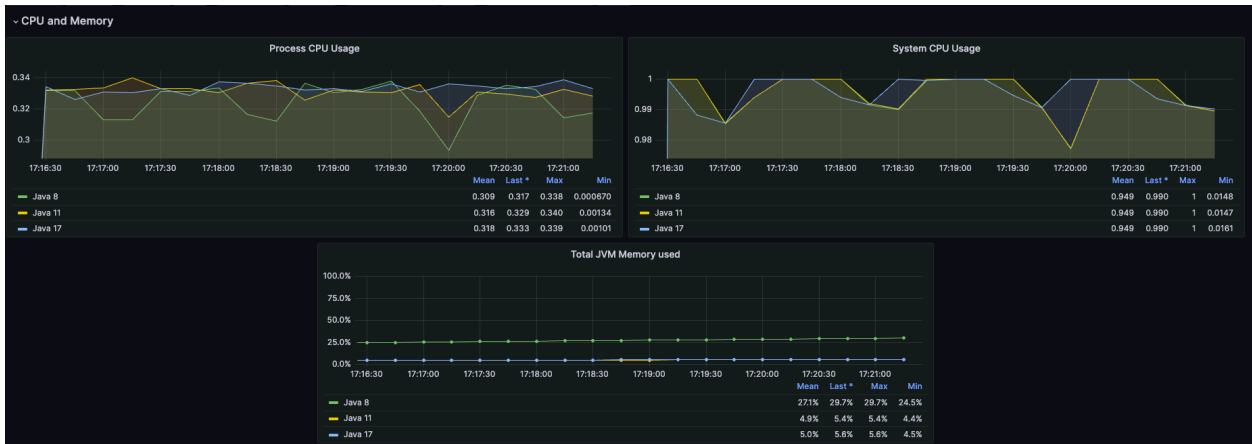 CPU and Memory
Process CPU Usage
0.34
0.32
0.3
17:16:30 17:17:00 17:17:30 17:18:00 17:18:30 17:19:00 17:19:30 17:20:00 17:20:30 17:21:00
Mean Last * Max Min
Java 8 0.309 0.317 0.338 0.000670
Java 11 0.316 0.329 0.340 0.00134
Java 17 0.318 0.333 0.339 0.00101
System CPU Usage
1
0.99
0.98
17:16:30 17:17:00 17:17:30 17:18:00 17:18:30 17:19:00 17:19:30 17:20:00 17:20:30 17:21:00
Mean Last * Max Min
Java 8 0.949 0.990 1 0.0148
Java 11 0.949 0.990 1 0.0147
Java 17 0.949 0.990 1 0.0161
Total JVM Memory used
100.0%
75.0%
50.0%
25.0%
0.0%
17:16:30 17:17:00 17:17:30 17:18:00 17:18:30 17:19:00 17:19:30 17:20:00 17:20:30 17:21:00
Mean Last * Max Min
Java 8 27.1% 29.7% 29.7% 24.5%
Java 11 4.9% 5.4% 5.4% 4.4%
Java 17 5.0% 5.6% 5.6% 4.5%